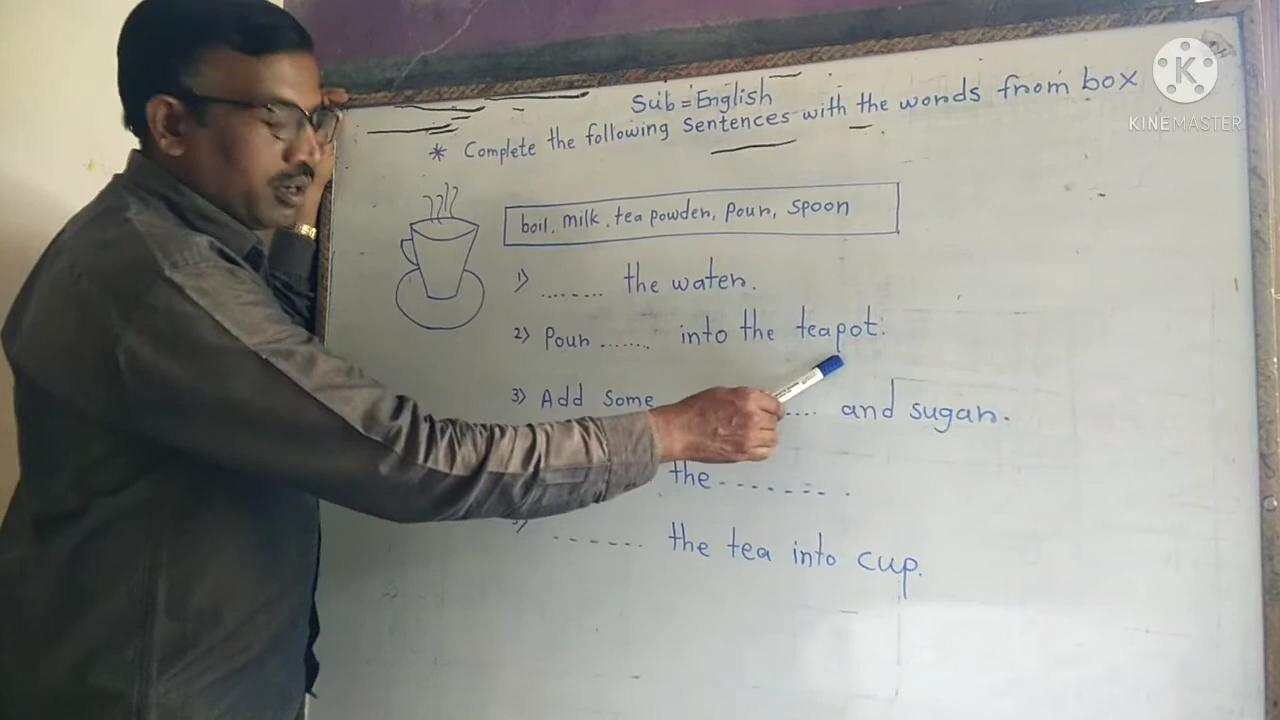 Sub = English
* Complete the following sentences with the words from box
boil, milk, tea powder, pour, spoon
1) ........ the water.
2) Pour ....... into the teapot.
3) Add some .... and sugar.
the - - - - - - - .
5) - - - - - - the tea into cup.
K
KINEMASTER